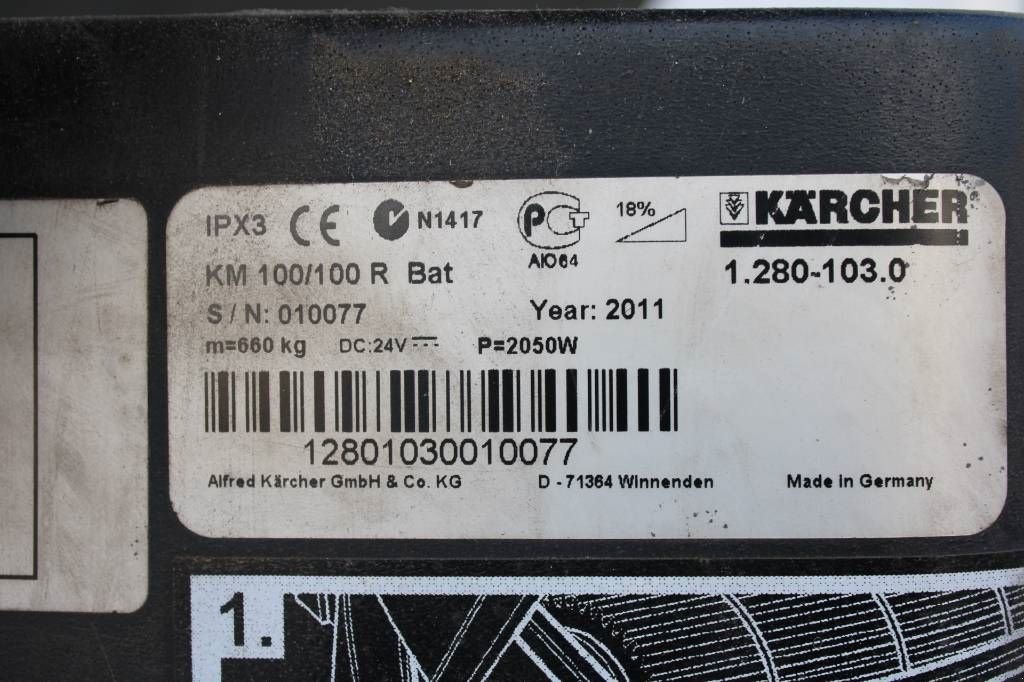 IPX3 CE N1417 PCT 18% KÄRCHER
AIO64
KM 100/100 R Bat 1.280-103.0
S / N: 010077 Year: 2011
m=660 kg DC:24V P=2050W
12801030010077
Alfred Kärcher GmbH & Co. KG D - 71364 Winnenden Made in Germany
1.